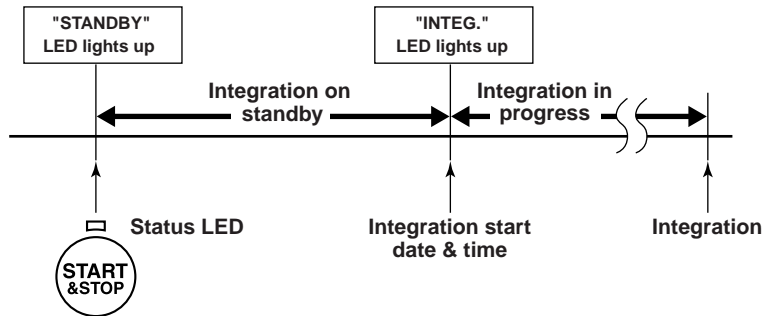 "STANDBY"
LED lights up
"INTEG."
LED lights up
Integration on
standby
Integration in
progress
Status LED
START
&STOP
Integration start
date & time
Integration